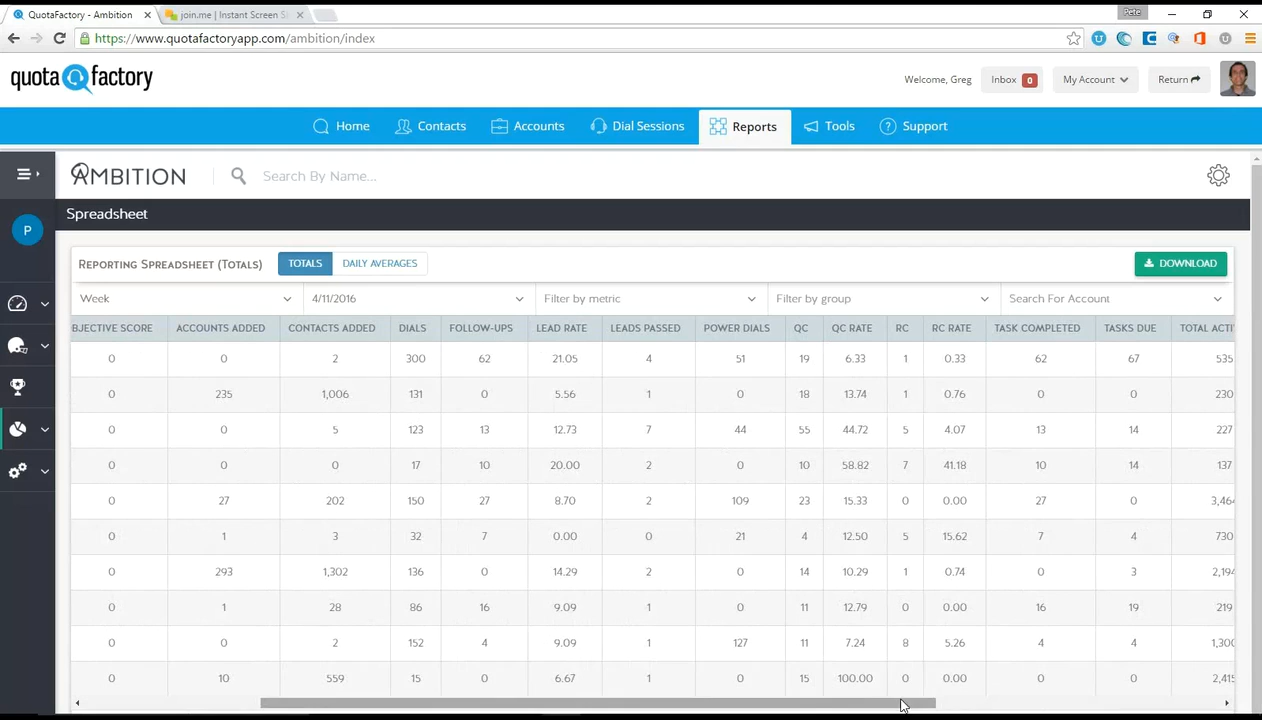 QuotaFactory - Ambition
join.me | Instant Screen S
Pete
https://www.quotafactoryapp.com/ambition/index
quota factory
Welcome, Greg
Inbox 0
My Account
Return
Home Contacts Accounts Dial Sessions Reports Tools Support
AMBITION
Search By Name...
P
Spreadsheet
REPORTING SPREADSHEET (TOTALS) TOTALS DAILY AVERAGES DOWNLOAD
Week 4/11/2016 Filter by metric Filter by group Search For Account
BJECTIVE SCORE ACCOUNTS ADDED CONTACTS ADDED DIALS FOLLOW-UPS LEAD RATE LEADS PASSED POWER DIALS QC QC RATE RC RC RATE TASK COMPLETED TASKS DUE TOTAL ACTI
0 0 2 300 62 21.05 4 51 19 6.33 1 0.33 62 67 535
0 235 1,006 131 0 5.56 1 0 18 13.74 1 0.76 0 0 230
0 0 5 123 13 12.73 7 44 55 44.72 5 4.07 13 14 227
0 0 0 17 10 20.00 2 0 10 58.82 7 41.18 10 14 137
0 27 202 150 27 8.70 2 109 23 15.33 0 0.00 27 0 3,464
0 1 3 32 7 0.00 0 21 4 12.50 5 15.62 7 4 730
0 293 1,302 136 0 14.29 2 0 14 10.29 1 0.74 0 3 2,194
0 1 28 86 16 9.09 1 0 11 12.79 0 0.00 16 19 219
0 0 2 152 4 9.09 1 127 11 7.24 8 5.26 4 4 1,300
0 10 559 15 0 6.67 1 0 15 100.00 0 0.00 0 0 2,415